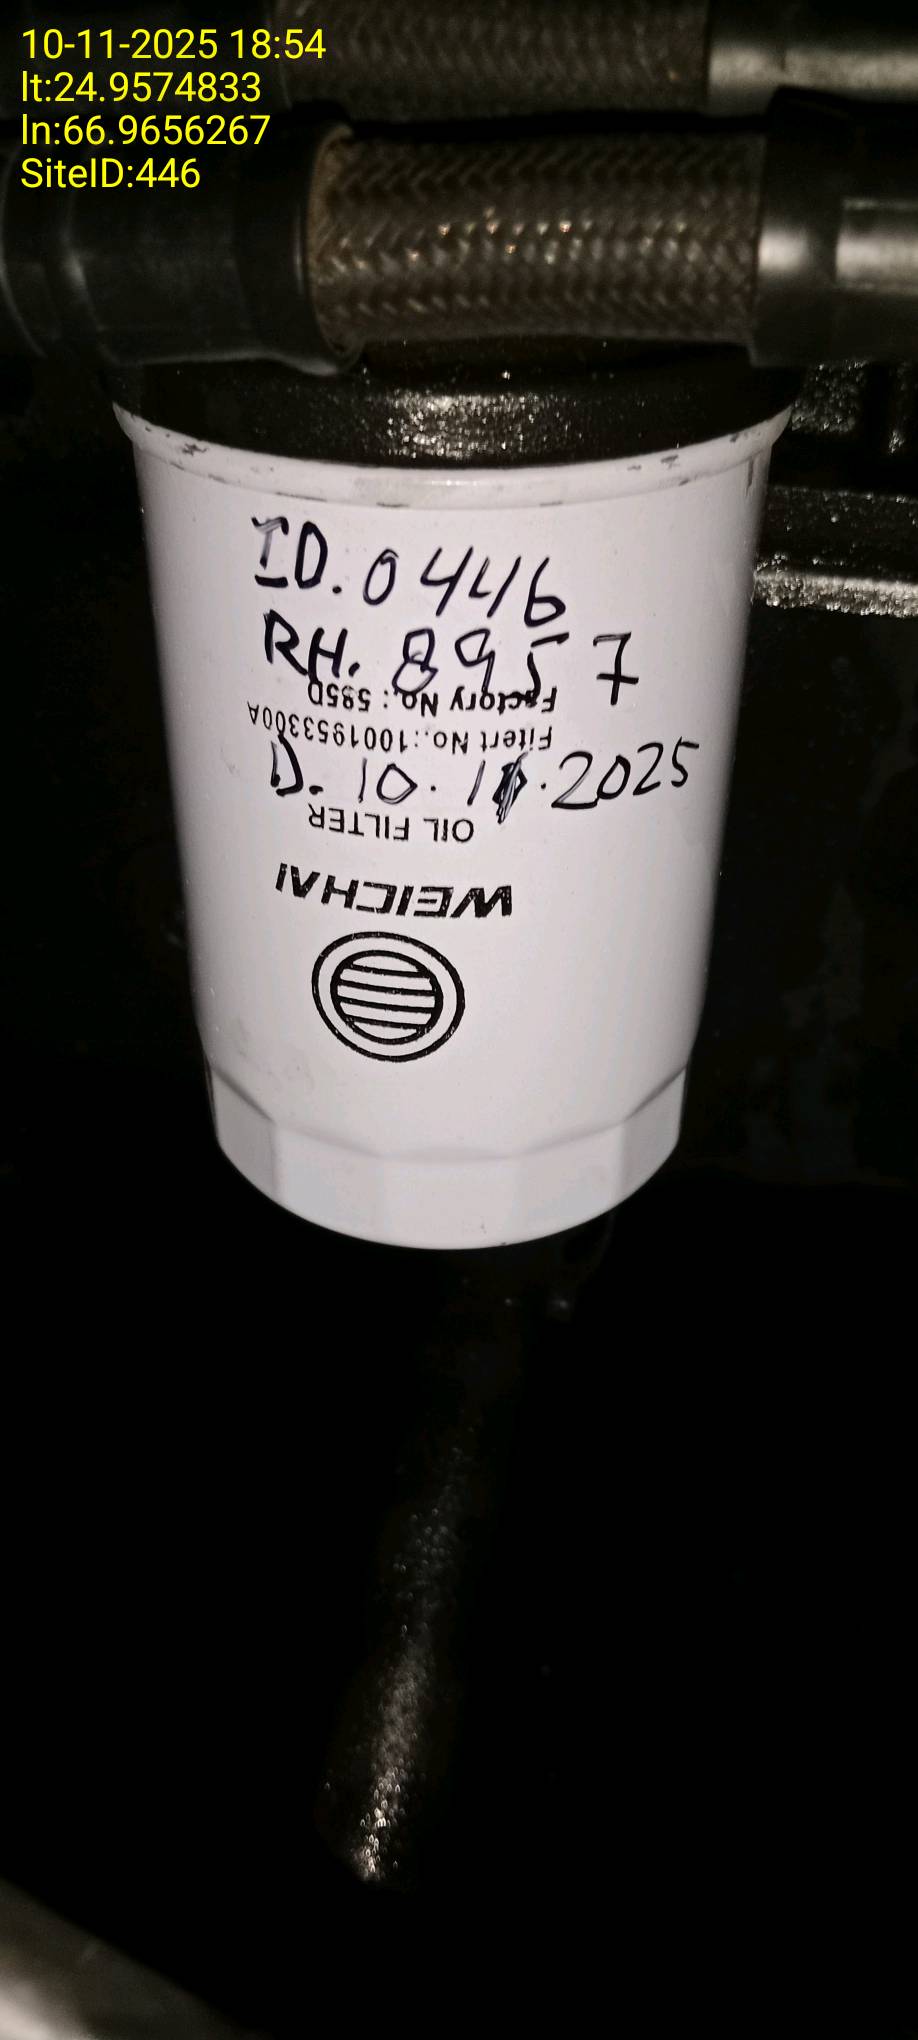 10-11-2025 18:54
lt:24.9574833
ln:66.9656267
SiteID:446
ID. 0446
RH. 8957
Factory No.: 595D
Filert No.:1001953300A
D. 10. 11. 2025
OIL FILTER
WEICHAI